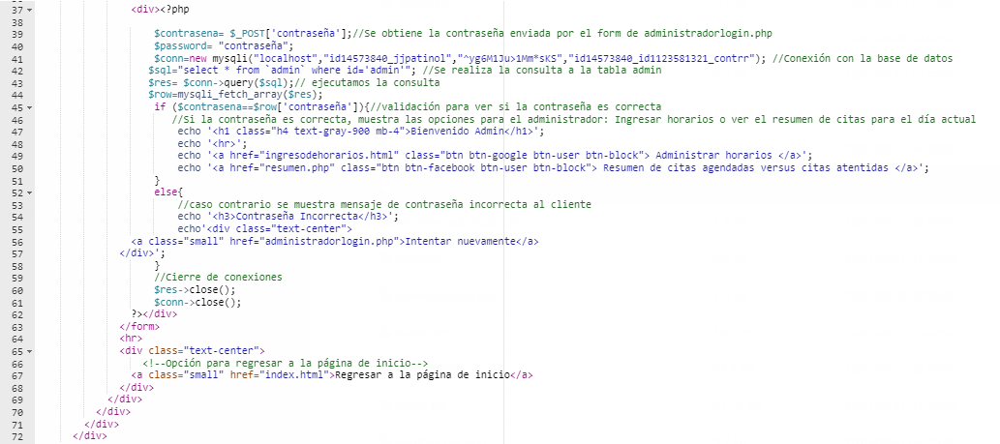 37 <div><?php
38
39 $contrasena= $_POST['contraseña'];//Se obtiene la contraseña enviada por el form de administradorlogin.php
40 $password= "contraseña";
41 $conn=new mysqli("localhost","id14573840_jjpatinol","^yg6M1Ju>1Mm*sKS","id14573840_id1123581321_contrr"); //Conexión con la base de datos
42 $sql="select * from `admin` where id='admin'"; //Se realiza la consulta a la tabla admin
43 $res= $conn->query($sql);// ejecutamos la consulta
44 $row=mysqli_fetch_array($res);
45 if ($contrasena==$row['contraseña']){//validación para ver si la contraseña es correcta
46 //Si la contraseña es correcta, muestra las opciones para el administrador: Ingresar horarios o ver el resumen de citas para el día actual
47 echo '<h1 class="h4 text-gray-900 mb-4">Bienvenido Admin</h1>';
48 echo '<hr>';
49 echo '<a href="ingresodehorarios.html" class="btn btn-google btn-user btn-block"> Administrar horarios </a>';
50 echo '<a href="resumen.php" class="btn btn-facebook btn-user btn-block"> Resumen de citas agendadas versus citas atentidas </a>';
51 }
52 else{
53 //caso contrario se muestra mensaje de contraseña incorrecta al cliente
54 echo '<h3>Contraseña Incorrecta</h3>';
55 echo'<div class="text-center">
56 <a class="small" href="administradorlogin.php">Intentar nuevamente</a>
57 </div>';
58 }
59 //Cierre de conexiones
60 $res->close();
61 $conn->close();
62 ?></div>
63 </form>
64 <hr>
65 <div class="text-center">
66 <!--Opción para regresar a la página de inicio-->
67 <a class="small" href="index.html">Regresar a la página de inicio</a>
68 </div>
69 </div>
70 </div>
71 </div>
72 </div>